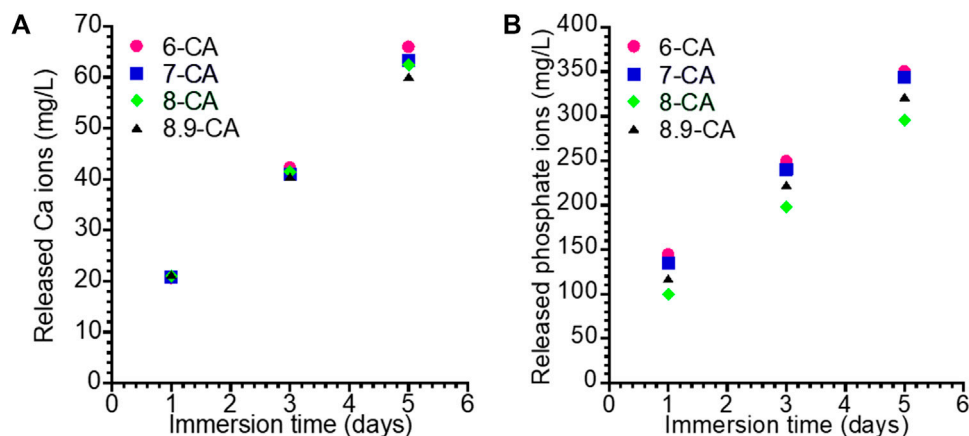 A
Released Ca ions (mg/L)
70
60
50
40
30
20
10
0
6-CA
7-CA
8-CA
8.9-CA
0 1 2 3 4 5 6
Immersion time (days)
B
Released phosphate ions (mg/L)
400
350
300
250
200
150
100
50
0
6-CA
7-CA
8-CA
8.9-CA
0 1 2 3 4 5 6
Immersion time (days)